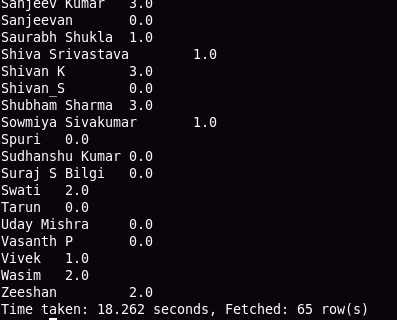 Sanjeev Kumar	3.0
Sanjeevan	0.0
Saurabh Shukla	1.0
Shiva Srivastava	1.0
Shivan K	3.0
Shivan_S	0.0
Shubham Sharma	3.0
Sowmiya Sivakumar	1.0
Spuri	0.0
Sudhanshu Kumar	0.0
Suraj S Bilgi	0.0
Swati	2.0
Tarun	0.0
Uday Mishra	0.0
Vasanth P	0.0
Vivek	1.0
Wasim	2.0
Zeeshan	2.0
Time taken: 18.262 seconds, Fetched: 65 row(s)